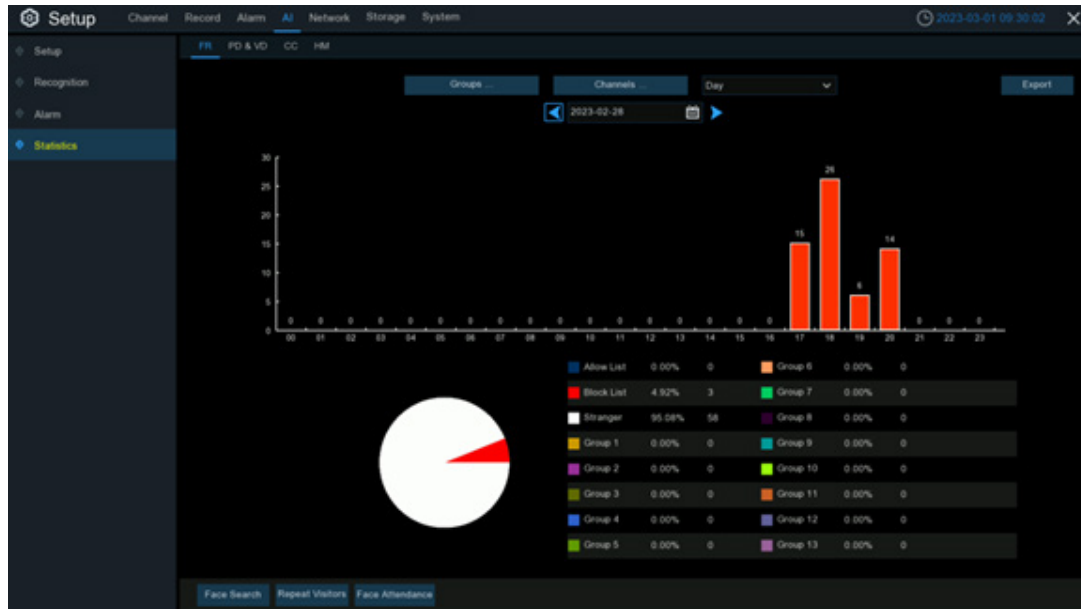 Setup Channel Record Alarm AI Network Storage System 2023-03-01 09:30:02
Setup
Recognition
Alarm
Statistics
FR PD & VD CC HM
Groups ... Channels ... Day Export
2023-02-28
30
25
20
15
10
5
0
0 0 0 0 0 0 0 0 0 0 0 0 0 0 0 0 0 15 26 6 14 0 0 0
00 01 02 03 04 05 06 07 08 09 10 11 12 13 14 15 16 17 18 19 20 21 22 23
Allow List 0.00% 0 Group 6 0.00% 0
Block List 4.92% 3 Group 7 0.00% 0
Stranger 95.08% 58 Group 8 0.00% 0
Group 1 0.00% 0 Group 9 0.00% 0
Group 2 0.00% 0 Group 10 0.00% 0
Group 3 0.00% 0 Group 11 0.00% 0
Group 4 0.00% 0 Group 12 0.00% 0
Group 5 0.00% 0 Group 13 0.00% 0
Face Search Repeat Visitors Face Attendance